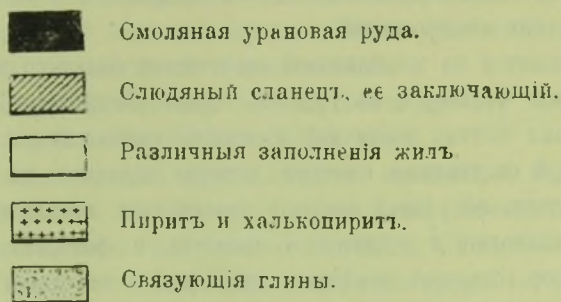 Смоляная урановая руда.
Слюдяный сланецъ, ее заключающій.
Различныя заполненія жилъ
Пиритъ и халькопиритъ.
Связующія глины.